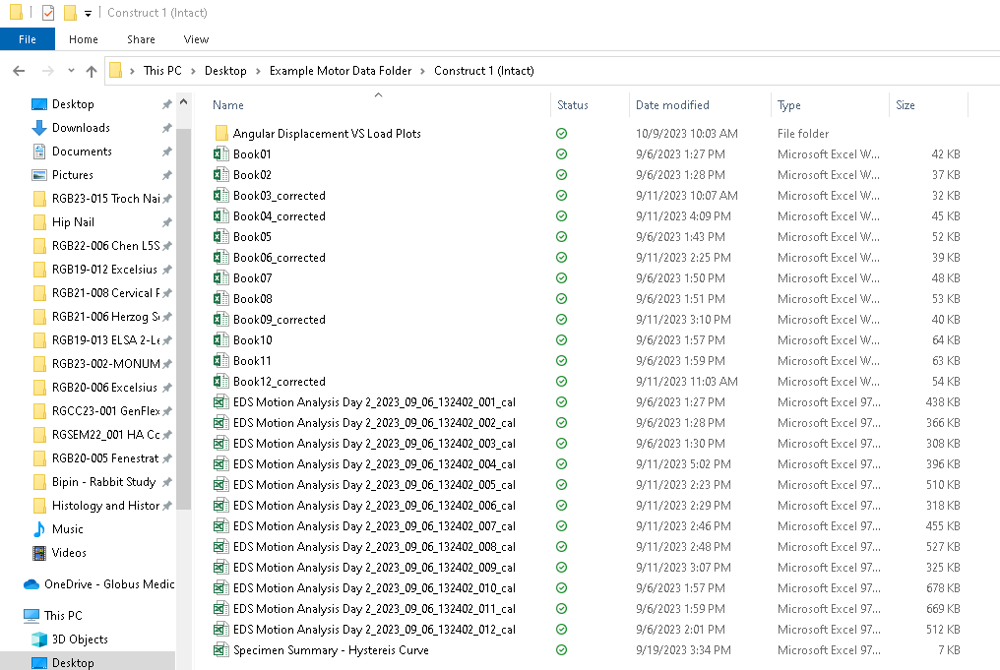 Construct 1 (Intact)
File Home Share View
This PC Desktop Example Motor Data Folder Construct 1 (Intact)
Desktop
Downloads
Documents
Pictures
RGB23-015 Troch Nai
Hip Nail
RGB22-006 Chen L5S
RGB19-012 Excelsius
RGB21-008 Cervical F
RGB21-006 Herzog Sc
RGB19-013 ELSA 2-Le
RGB23-002-MONUM
RGB20-006 Excelsius
RGCC23-001 GenFlex
RGSEM22_001 HA Cc
RGB20-005 Fenestrat
Bipin - Rabbit Study
Histology and Histor
Music
Videos
OneDrive - Globus Medic
This PC
3D Objects
Desktop
Name Status Date modified Type Size
Angular Displacement VS Load Plots 10/9/2023 10:03 AM File folder
Book01 9/6/2023 1:27 PM Microsoft Excel W... 42 KB
Book02 9/6/2023 1:28 PM Microsoft Excel W... 37 KB
Book03_corrected 9/11/2023 10:07 AM Microsoft Excel W... 32 KB
Book04_corrected 9/11/2023 4:09 PM Microsoft Excel W... 45 KB
Book05 9/6/2023 1:43 PM Microsoft Excel W... 52 KB
Book06_corrected 9/11/2023 2:25 PM Microsoft Excel W... 39 KB
Book07 9/6/2023 1:50 PM Microsoft Excel W... 48 KB
Book08 9/6/2023 1:51 PM Microsoft Excel W... 53 KB
Book09_corrected 9/11/2023 3:10 PM Microsoft Excel W... 40 KB
Book10 9/6/2023 1:57 PM Microsoft Excel W... 64 KB
Book11 9/6/2023 1:59 PM Microsoft Excel W... 63 KB
Book12_corrected 9/11/2023 11:03 AM Microsoft Excel W... 54 KB
EDS Motion Analysis Day 2_2023_09_06_132402_001_cal 9/6/2023 1:27 PM Microsoft Excel 97... 438 KB
EDS Motion Analysis Day 2_2023_09_06_132402_002_cal 9/6/2023 1:28 PM Microsoft Excel 97... 366 KB
EDS Motion Analysis Day 2_2023_09_06_132402_003_cal 9/6/2023 1:30 PM Microsoft Excel 97... 308 KB
EDS Motion Analysis Day 2_2023_09_06_132402_004_cal 9/11/2023 5:02 PM Microsoft Excel 97... 396 KB
EDS Motion Analysis Day 2_2023_09_06_132402_005_cal 9/11/2023 2:23 PM Microsoft Excel 97... 510 KB
EDS Motion Analysis Day 2_2023_09_06_132402_006_cal 9/11/2023 2:29 PM Microsoft Excel 97... 318 KB
EDS Motion Analysis Day 2_2023_09_06_132402_007_cal 9/11/2023 2:46 PM Microsoft Excel 97... 455 KB
EDS Motion Analysis Day 2_2023_09_06_132402_008_cal 9/11/2023 2:48 PM Microsoft Excel 97... 527 KB
EDS Motion Analysis Day 2_2023_09_06_132402_009_cal 9/11/2023 3:07 PM Microsoft Excel 97... 325 KB
EDS Motion Analysis Day 2_2023_09_06_132402_010_cal 9/6/2023 1:57 PM Microsoft Excel 97... 678 KB
EDS Motion Analysis Day 2_2023_09_06_132402_011_cal 9/6/2023 1:59 PM Microsoft Excel 97... 669 KB
EDS Motion Analysis Day 2_2023_09_06_132402_012_cal 9/6/2023 2:01 PM Microsoft Excel 97... 512 KB
Specimen Summary - Hystereis Curve 9/19/2023 3:34 PM Microsoft Excel 97... 7 KB